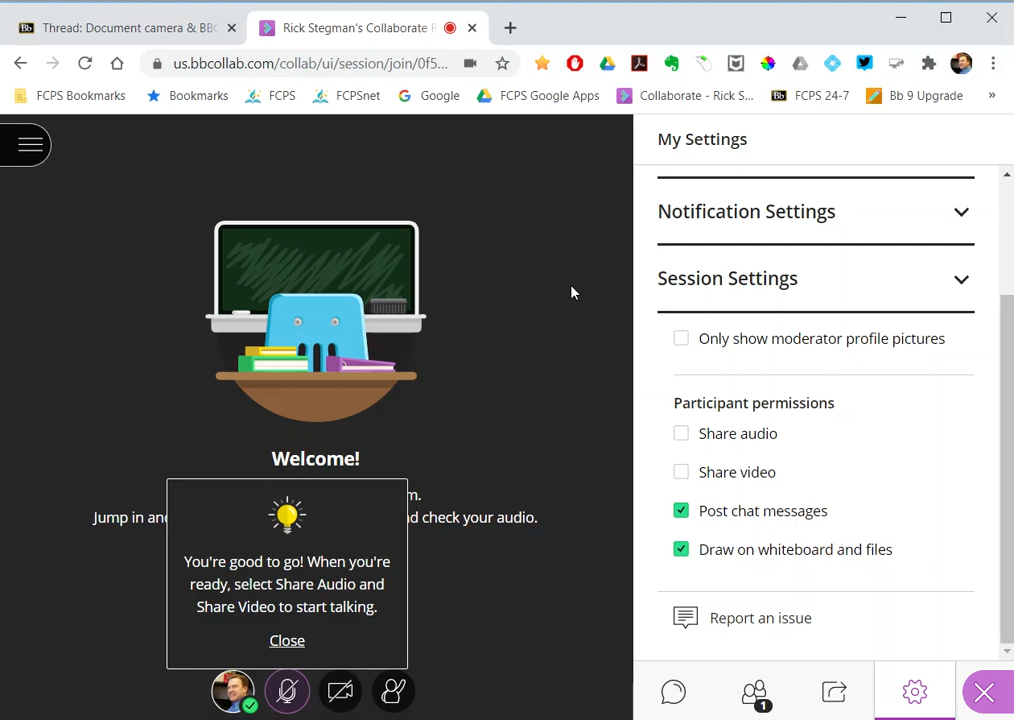 Bb Thread: Document camera & BBC
Rick Stegman's Collaborate R
us.bbcollab.com/collab/ui/session/join/0f5...
FCPS Bookmarks Bookmarks FCPS FCPSnet Google FCPS Google Apps Collaborate - Rick S... Bb FCPS 24-7 Bb 9 Upgrade »
My Settings
Notification Settings
Session Settings
Only show moderator profile pictures
Participant permissions
Share audio
Share video
Post chat messages
Draw on whiteboard and files
Report an issue
1
Welcome!
m.
Jump in and check your audio.
You're good to go! When you're
ready, select Share Audio and
Share Video to start talking.
Close